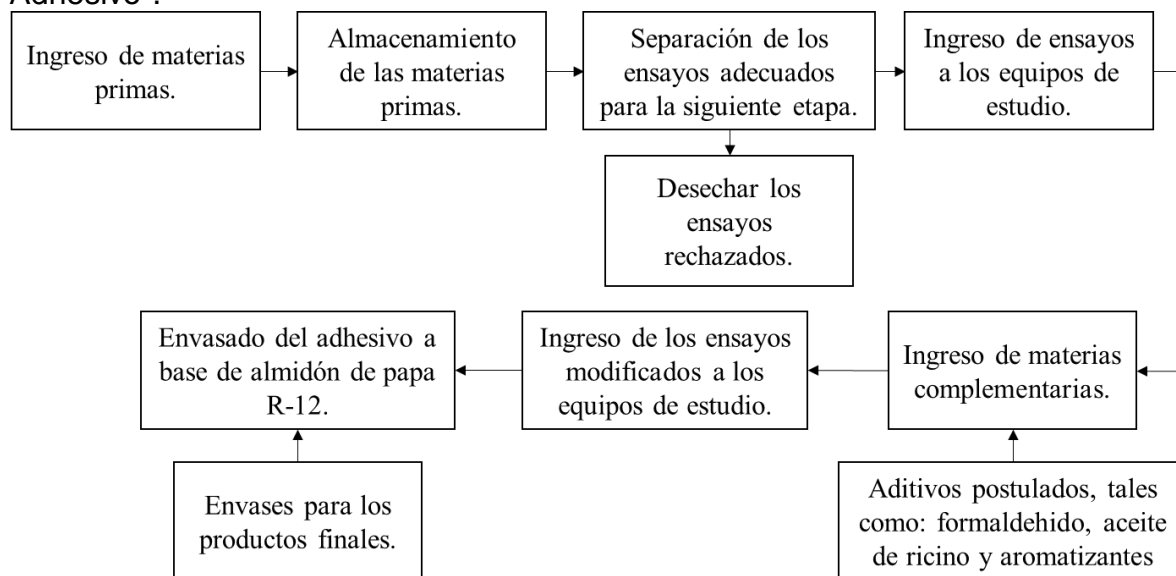 Adhesivo".
Ingreso de materias
primas.
Almacenamiento
de las materias
primas.
Separación de los
ensayos adecuados
para la siguiente etapa.
Ingreso de ensayos
a los equipos de
estudio.
Desechar los
ensayos
rechazados.
Envasado del adhesivo a
base de almidón de papa
R-12.
Ingreso de los ensayos
modificados a los
equipos de estudio.
Ingreso de materias
complementarias.
Envases para los
productos finales.
Aditivos postulados, tales
como: formaldehido, aceite
de ricino y aromatizantes